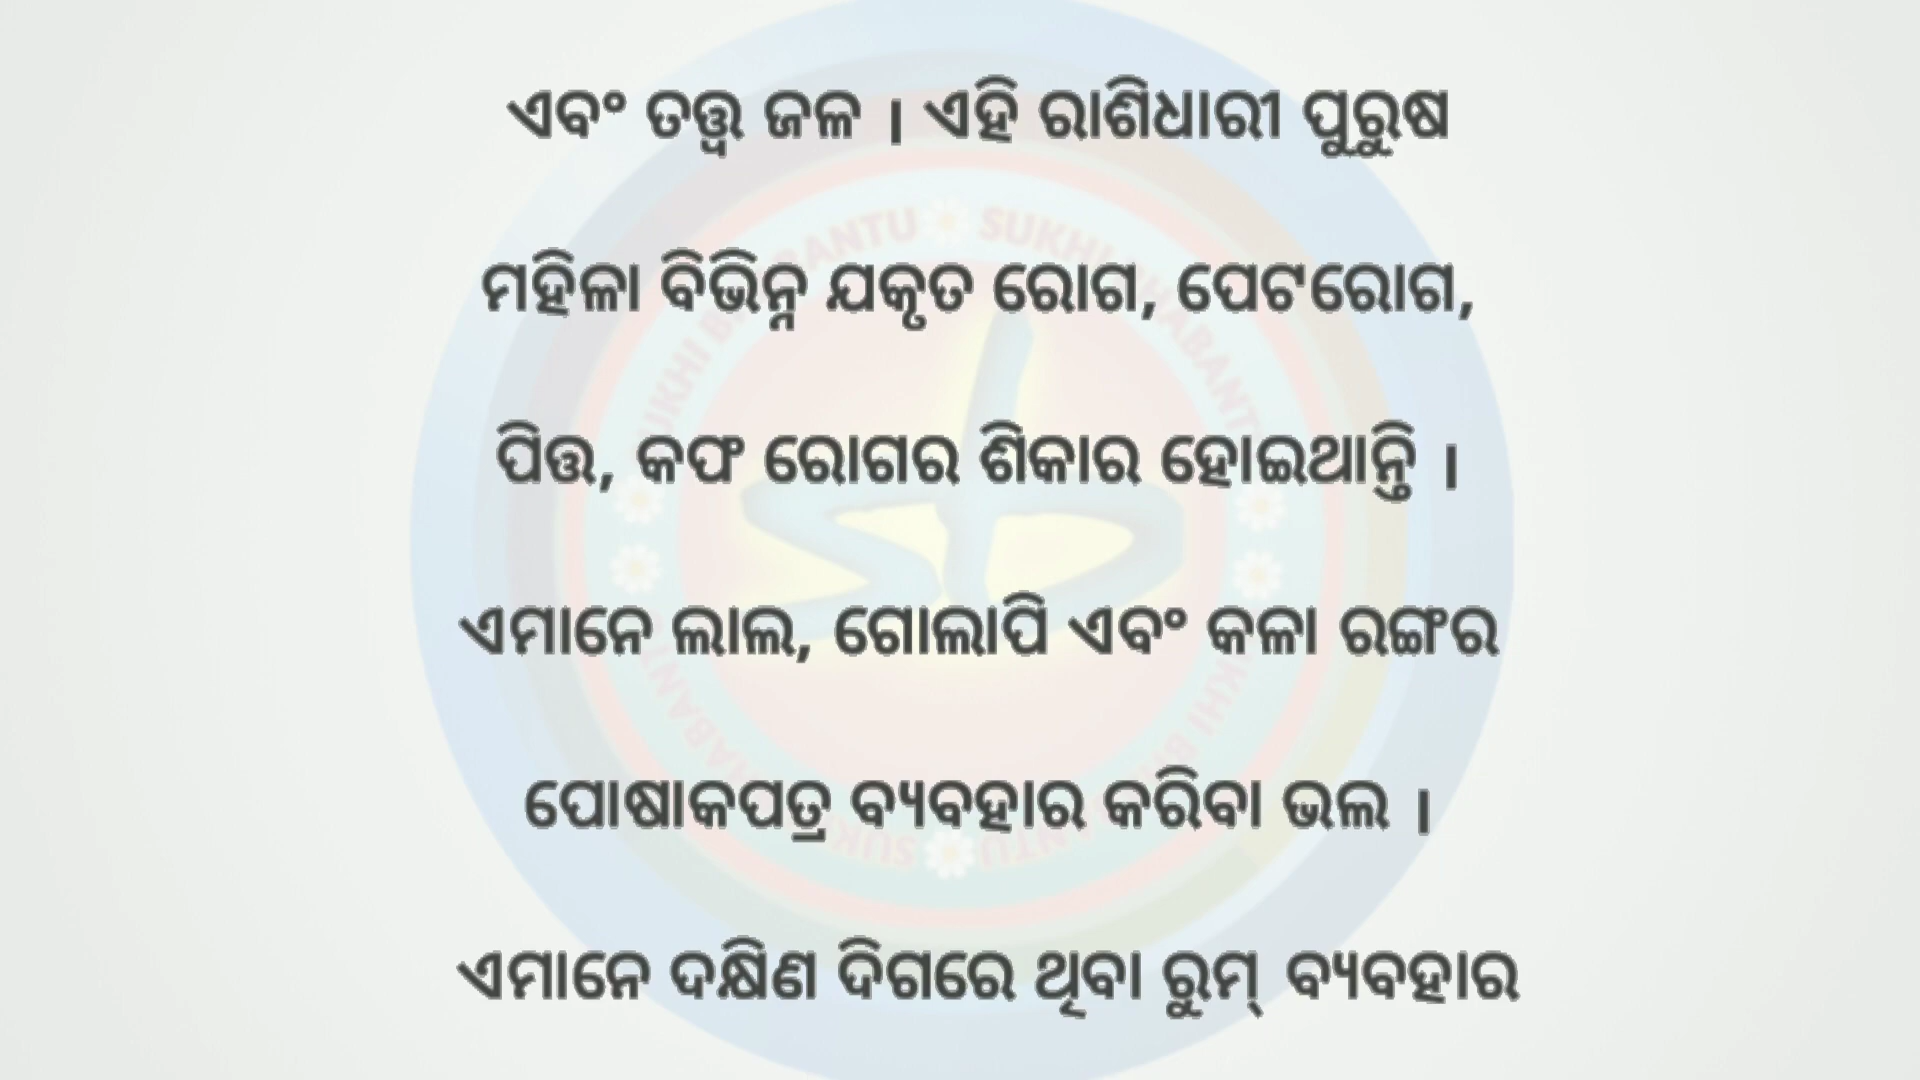 ଏବଂ ତତ୍ତ୍ୱ ଜଳ । ଏହି ରାଶିଧାରୀ ପୁରୁଷ
ମହିଳା ବିଭିନ୍ନ ଯକୃତ ରୋଗ, ପେଟରୋଗ,
ପିତ୍ତ, କଫ ରୋଗର ଶିକାର ହୋଇଥାନ୍ତି ।
ଏମାନେ ଲାଲ, ଗୋଲାପି ଏବଂ କଳା ରଙ୍ଗର
ପୋଷାକପତ୍ର ବ୍ୟବହାର କରିବା ଭଲ ।
ଏମାନେ ଦକ୍ଷିଣ ଦିଗରେ ଥିବା ରୁମ୍ ବ୍ୟବହାର